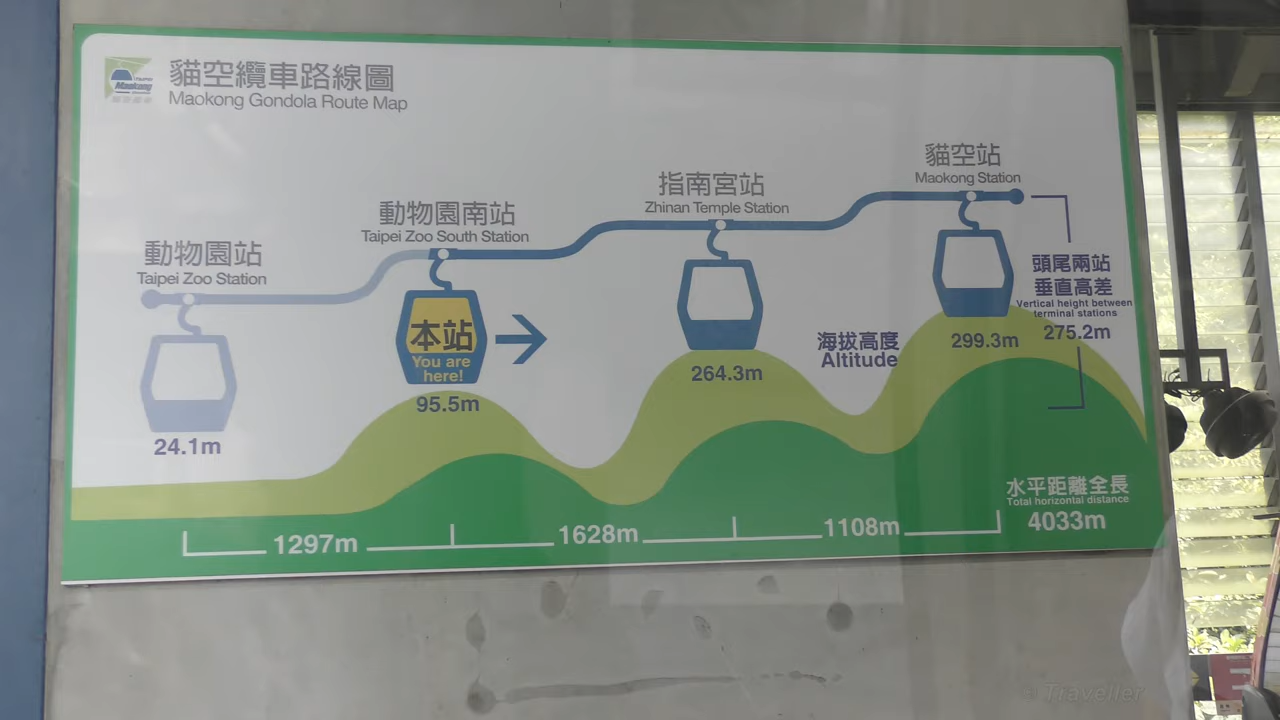 TAIPEI
Maokong
貓空纜車路線圖
Maokong Gondola Route Map
貓空站
Maokong Station
指南宮站
Zhinan Temple Station
動物園南站
Taipei Zoo South Station
動物園站
Taipei Zoo Station
頭尾兩站
垂直高差
Vertical height between
terminal stations
275.2m
本站
You are
here!
海拔高度
Altitude
299.3m
264.3m
95.5m
24.1m
水平距離全長
Total horizontal distance
4033m
1297m
1628m
1108m
Traveller